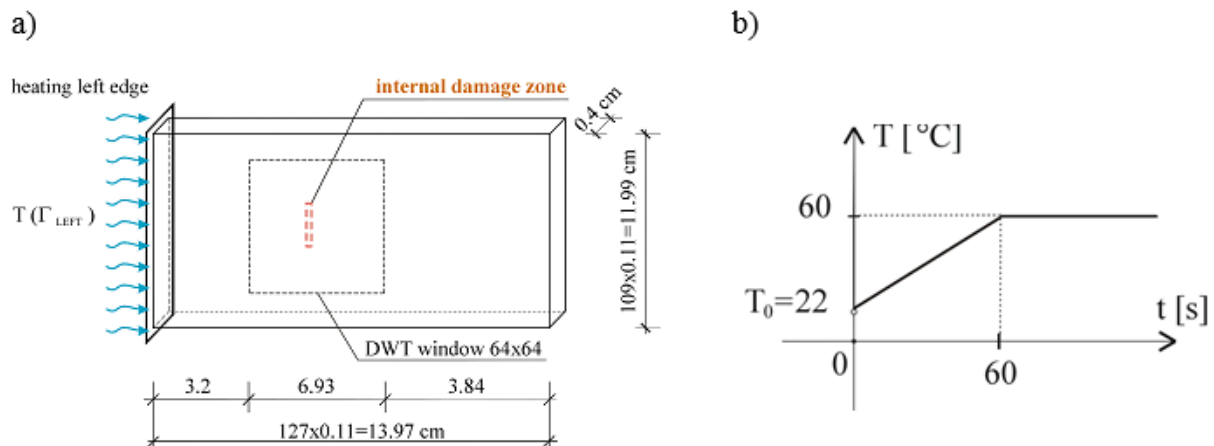 a)
heating left edge
internal damage zone
0.4 cm
T (Γ LEFT )
109x0.11=11.99 cm
DWT window 64x64
3.2
6.93
3.84
127x0.11=13.97 cm
b)
T [ °C]
60
T₀=22
t [s]
0
60